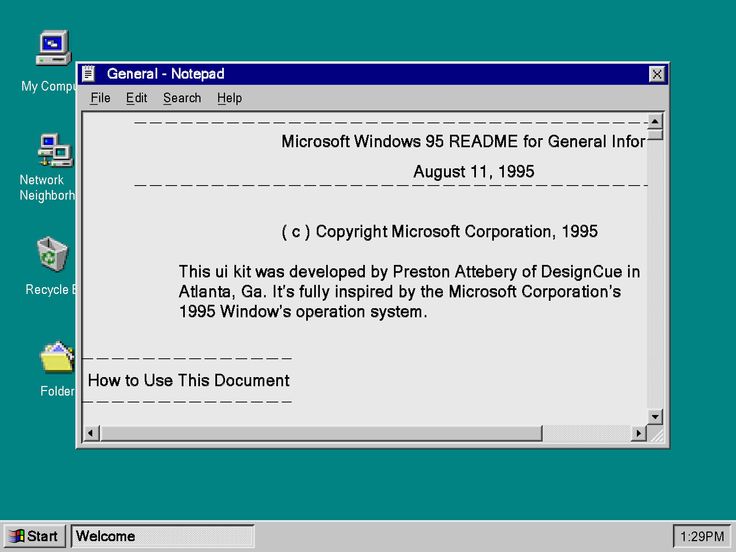 My Compu
Network
Neighborh
Recycle B
Folder
General - Notepad
File Edit Search Help
Microsoft Windows 95 README for General Infor
August 11, 1995
( c ) Copyright Microsoft Corporation, 1995
This ui kit was developed by Preston Attebery of DesignCue in
Atlanta, Ga. It's fully inspired by the Microsoft Corporation's
1995 Window's operation system.
How to Use This Document
Start Welcome 1:29PM